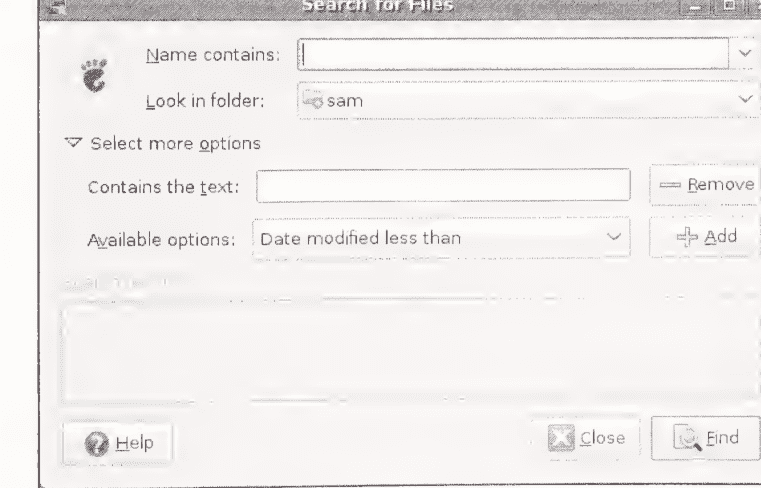 Search for Files
Name contains:
Look in folder: sam
Select more options
Contains the text: Remove
Available options: Date modified less than Add
Help Close Find